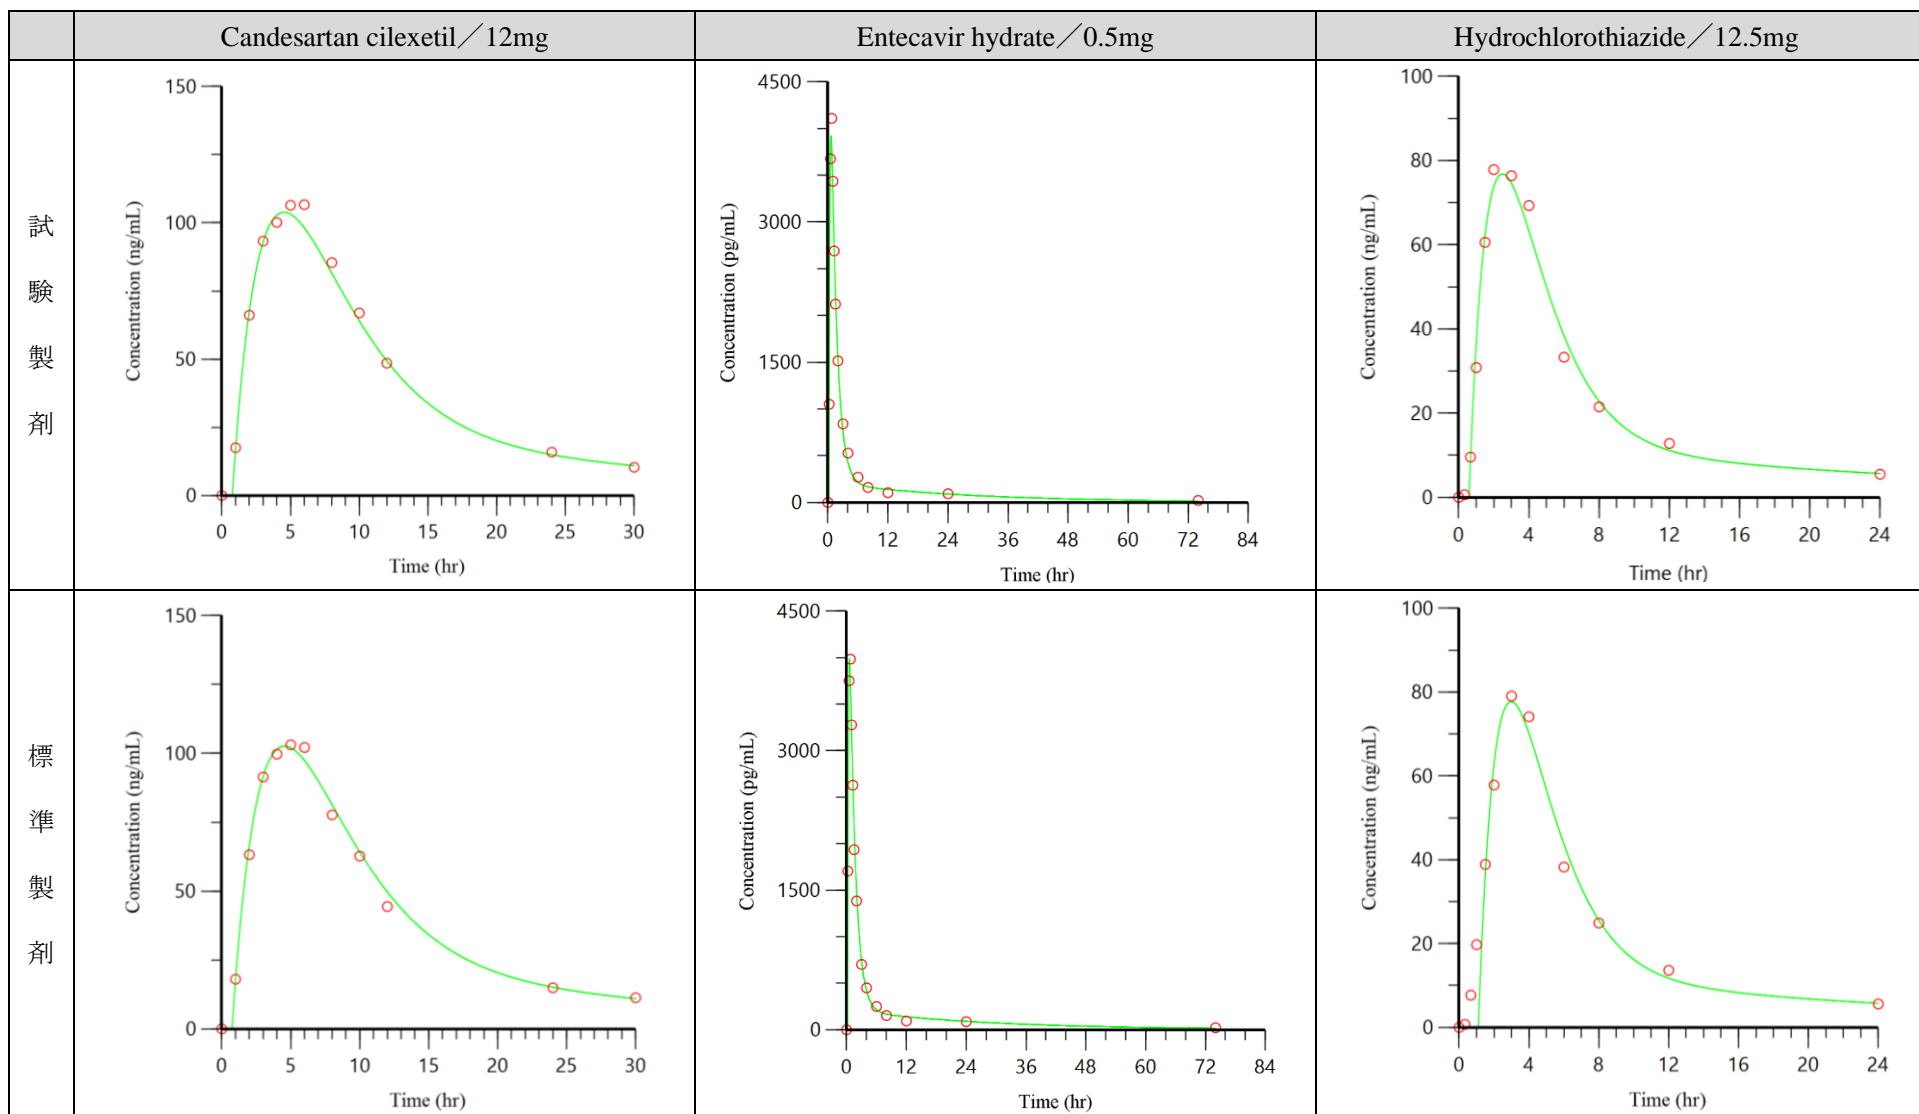 Candesartan cilexetil／12mg
Entecavir hydrate／0.5mg
Hydrochlorothiazide／12.5mg
試験製剤
150
100
50
0
Concentration (ng/mL)
0 5 10 15 20 25 30
Time (hr)
4500
3000
1500
0
Concentration (pg/mL)
0 12 24 36 48 60 72 84
Time (hr)
100
80
60
40
20
0
Concentration (ng/mL)
0 4 8 12 16 20 24
Time (hr)
標準製剤
150
100
50
0
Concentration (ng/mL)
0 5 10 15 20 25 30
Time (hr)
4500
3000
1500
0
Concentration (pg/mL)
0 12 24 36 48 60 72 84
Time (hr)
100
80
60
40
20
0
Concentration (ng/mL)
0 4 8 12 16 20 24
Time (hr)